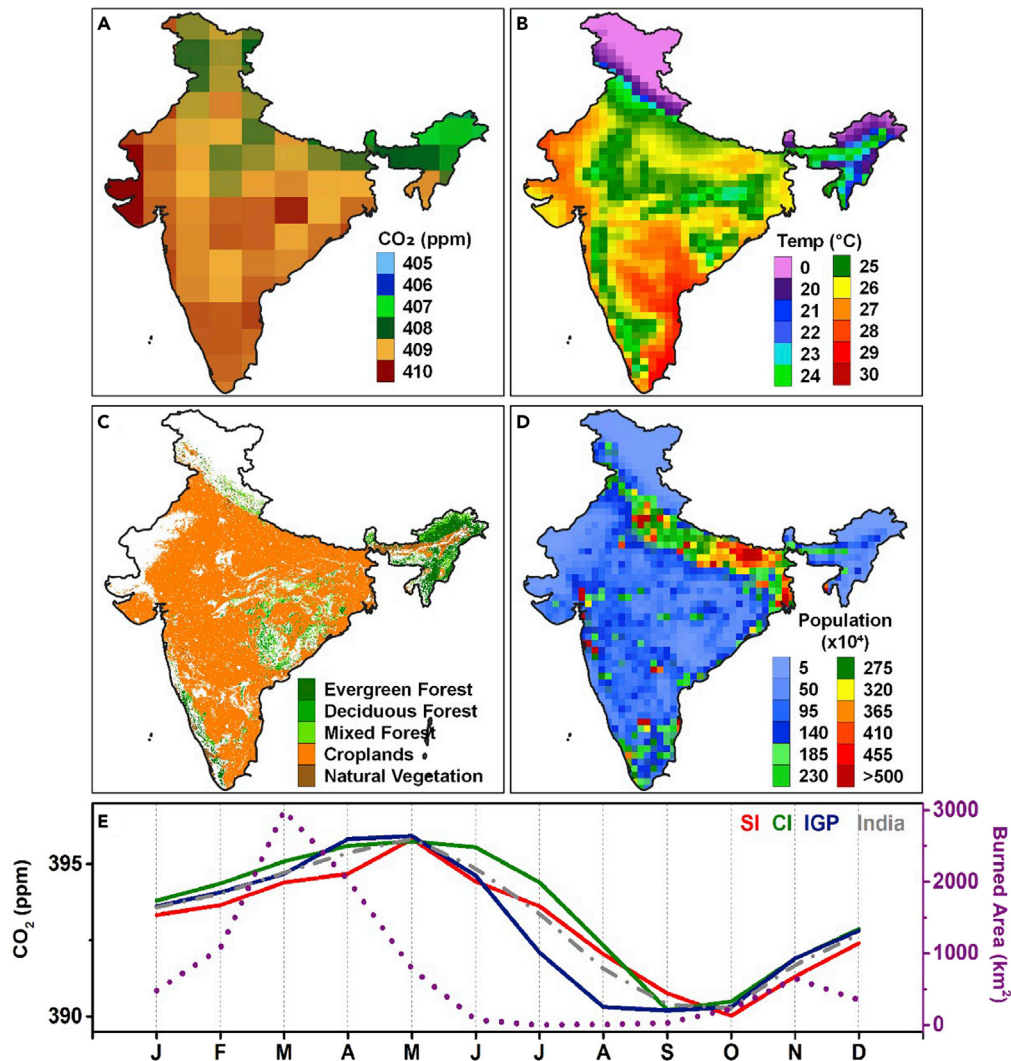 A
CO₂ (ppm)
405
406
407
408
409
410
B
Temp (°C)
0 25
20 26
21 27
22 28
23 29
24 30
C
Evergreen Forest
Deciduous Forest
Mixed Forest
Croplands
Natural Vegetation
D
Population
(x10⁴)
5 275
50 320
95 365
140 410
185 455
230 >500
E
SI CI IGP India
CO₂ (ppm)
395
390
3000
2000
1000
0
Burned Area (km²)
J F M A M J J A S O N D